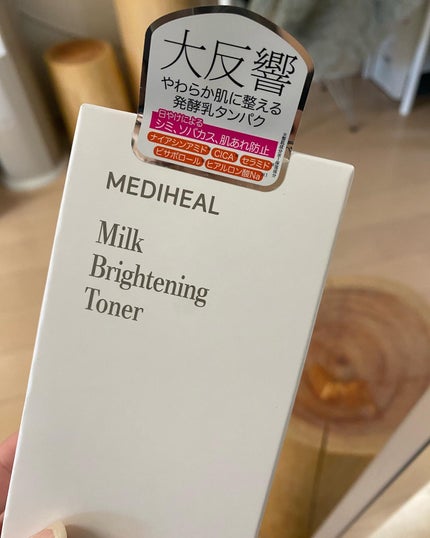 大反響
やわらか肌に整える
発酵乳タンパク
日やけによる
シミ、ソバカス、肌あれ防止
ナイアシンアミド CICA セラミド
ビサボロール ヒアルロン酸Na
MEDIHEAL
Milk
Brightening
Toner